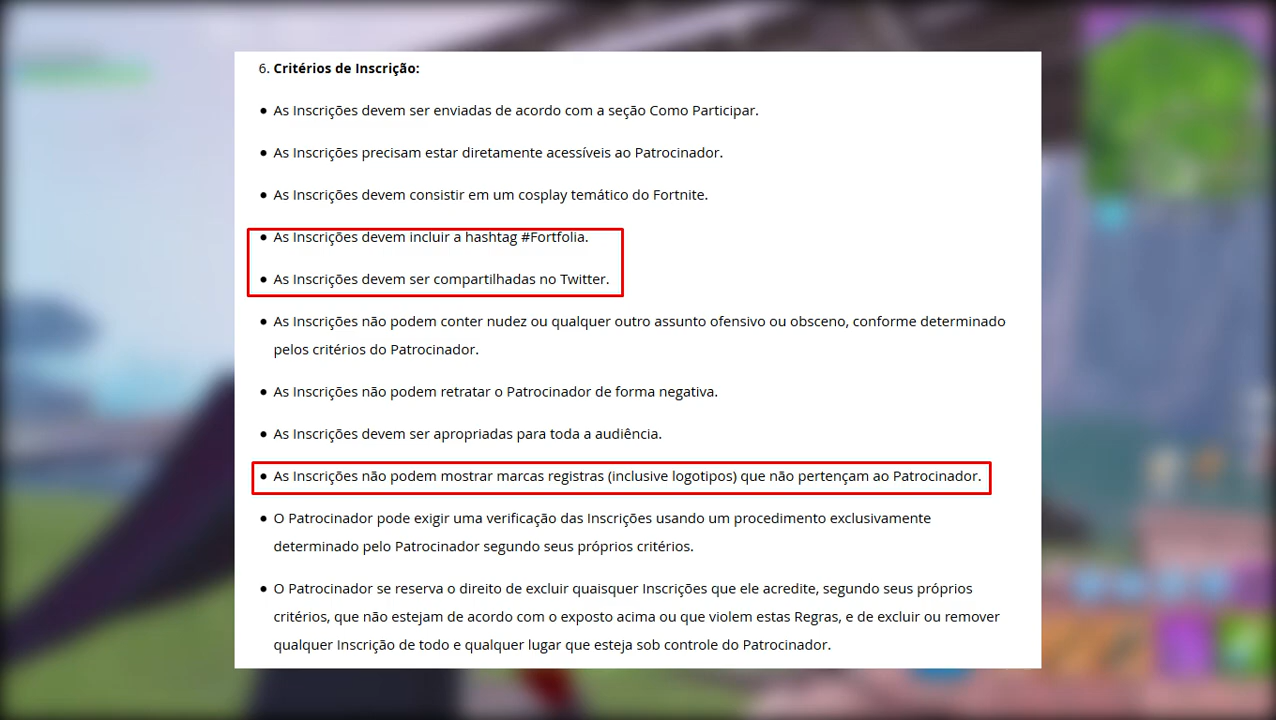 6. Critérios de Inscrição:
● As Inscrições devem ser enviadas de acordo com a seção Como Participar.
● As Inscrições precisam estar diretamente acessíveis ao Patrocinador.
● As Inscrições devem consistir em um cosplay temático do Fortnite.
● As Inscrições devem incluir a hashtag #Fortfolia.
● As Inscrições devem ser compartilhadas no Twitter.
● As Inscrições não podem conter nudez ou qualquer outro assunto ofensivo ou obsceno, conforme determinado
pelos critérios do Patrocinador.
● As Inscrições não podem retratar o Patrocinador de forma negativa.
● As Inscrições devem ser apropriadas para toda a audiência.
● As Inscrições não podem mostrar marcas registras (inclusive logotipos) que não pertençam ao Patrocinador.
● O Patrocinador pode exigir uma verificação das Inscrições usando um procedimento exclusivamente
determinado pelo Patrocinador segundo seus próprios critérios.
● O Patrocinador se reserva o direito de excluir quaisquer Inscrições que ele acredite, segundo seus próprios
critérios, que não estejam de acordo com o exposto acima ou que violem estas Regras, e de excluir ou remover
qualquer Inscrição de todo e qualquer lugar que esteja sob controle do Patrocinador.